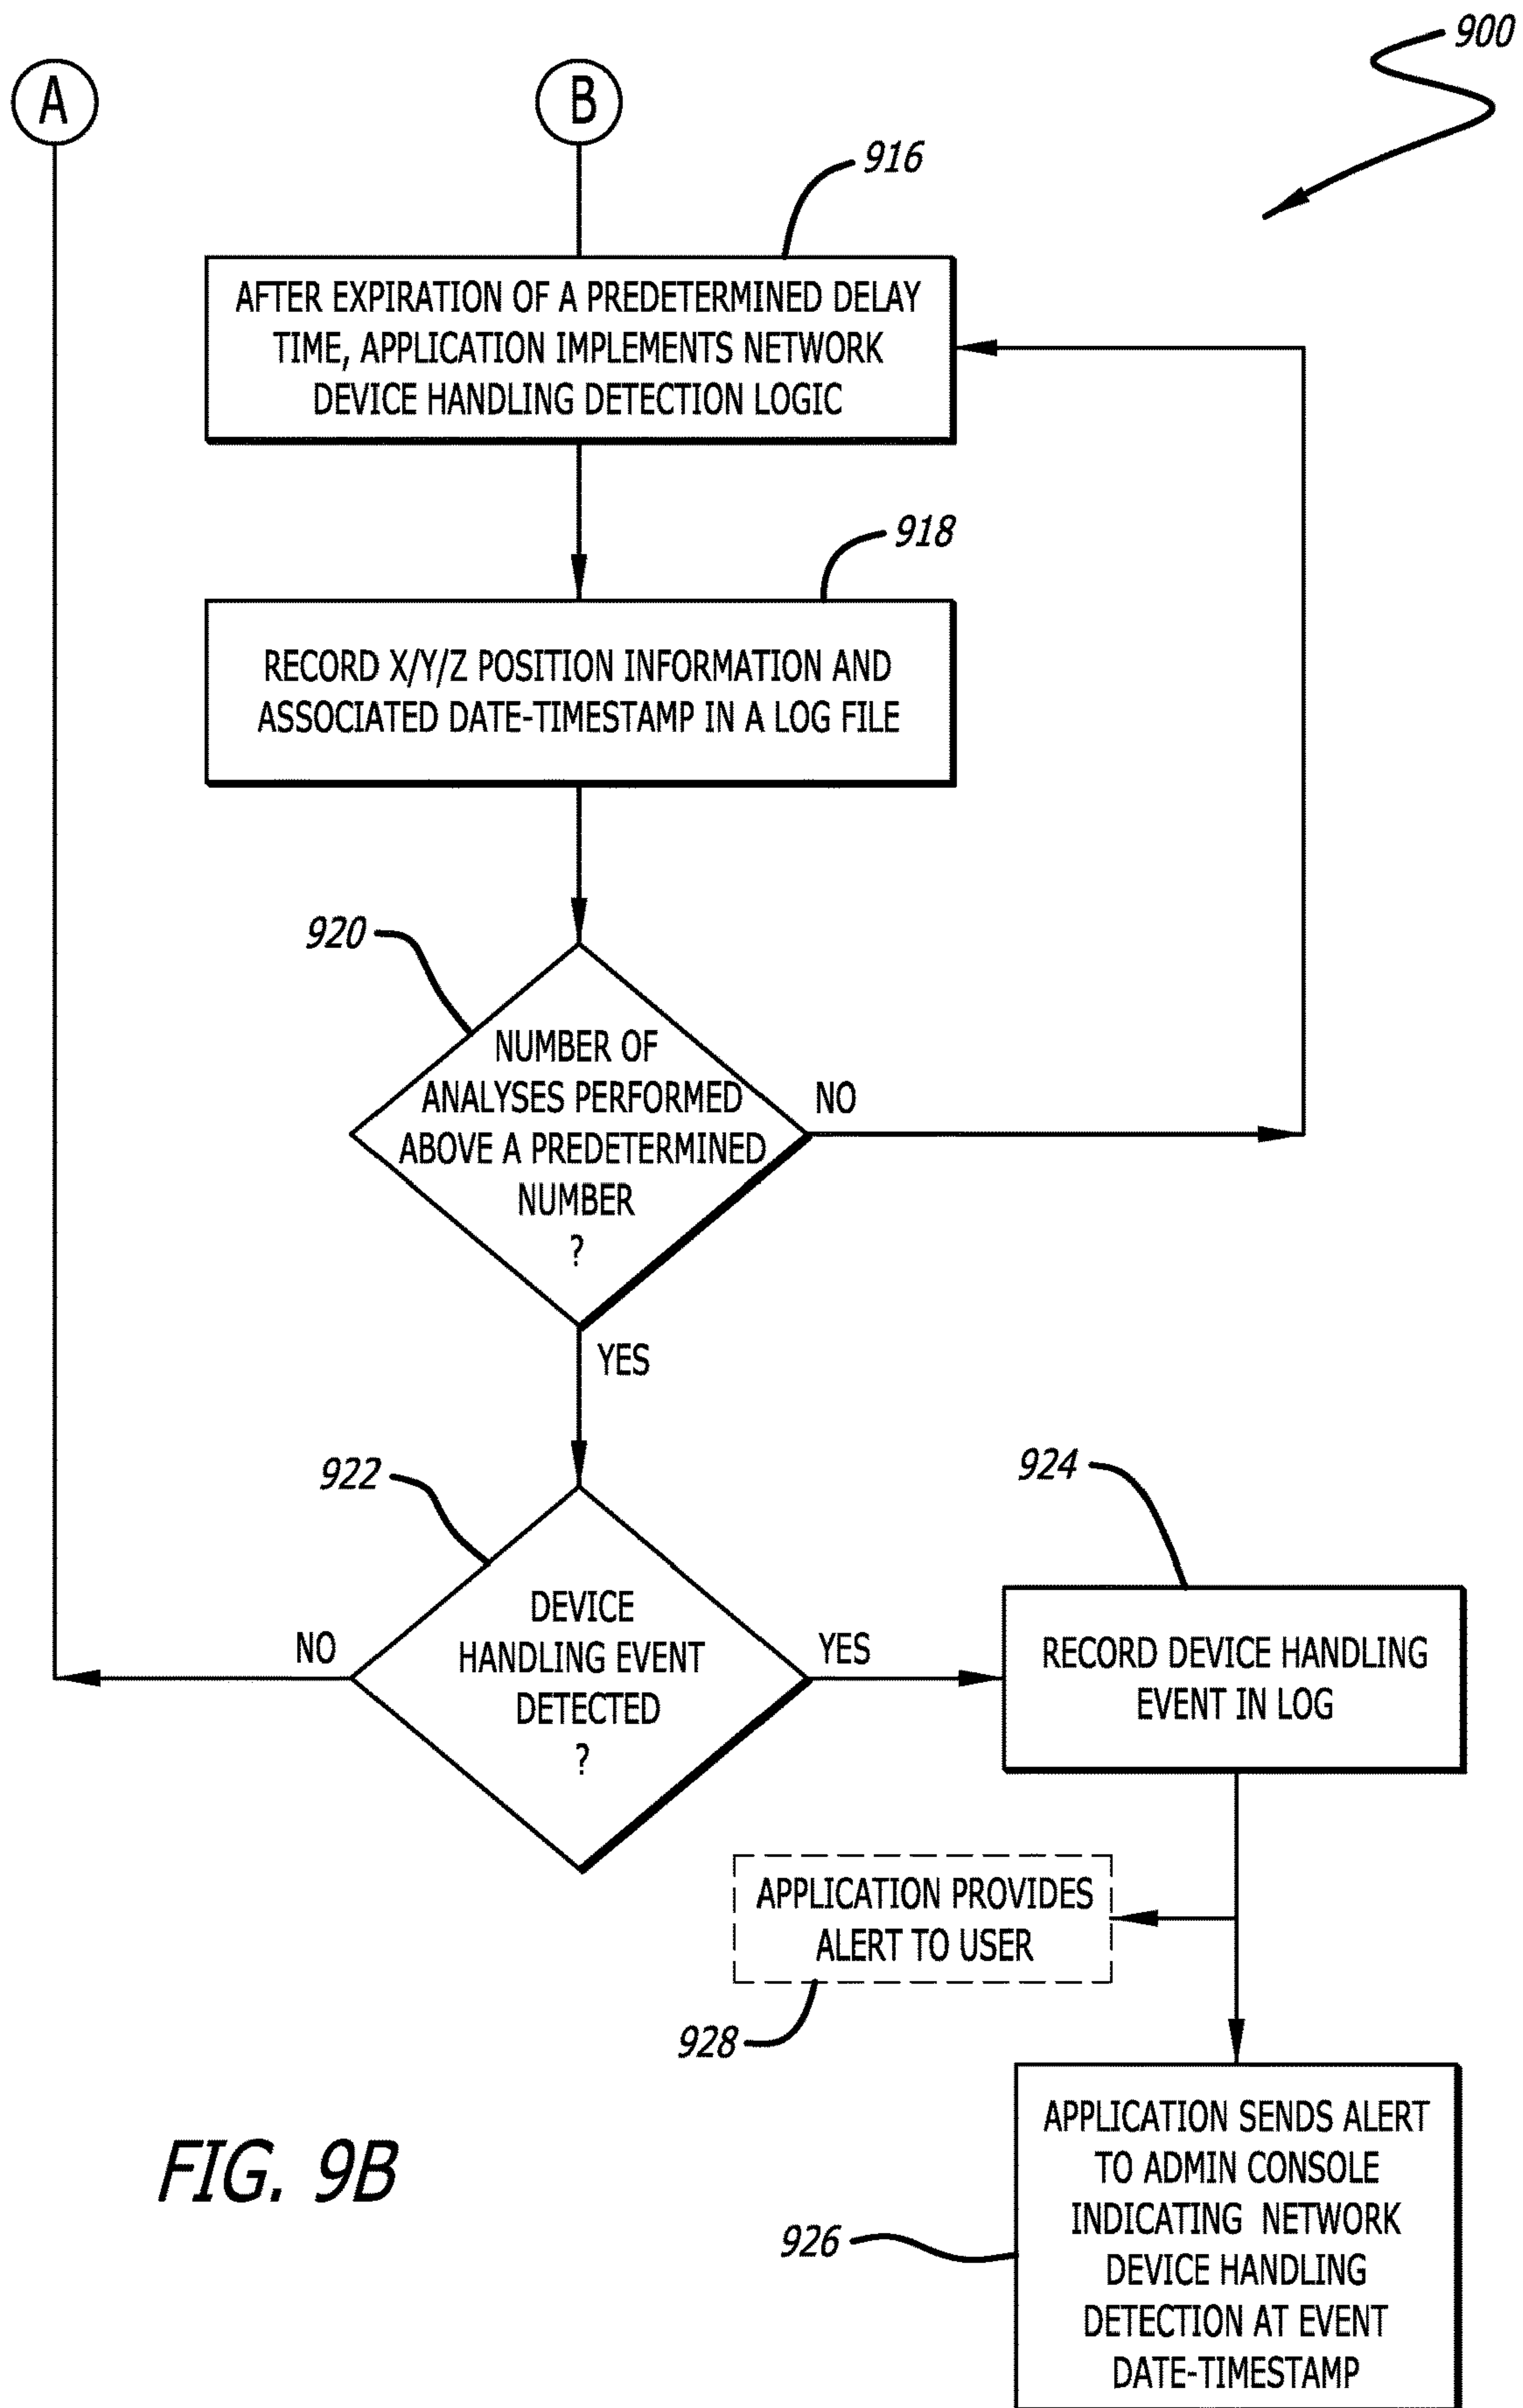 900
A
B
916
AFTER EXPIRATION OF A PREDETERMINED DELAY
TIME, APPLICATION IMPLEMENTS NETWORK
DEVICE HANDLING DETECTION LOGIC
918
RECORD X/Y/Z POSITION INFORMATION AND
ASSOCIATED DATE-TIMESTAMP IN A LOG FILE
920
NUMBER OF
ANALYSES PERFORMED
ABOVE A PREDETERMINED
NUMBER
?
NO
YES
922
DEVICE
HANDLING EVENT
DETECTED
?
NO
YES
924
RECORD DEVICE HANDLING
EVENT IN LOG
APPLICATION PROVIDES
ALERT TO USER
928
APPLICATION SENDS ALERT
TO ADMIN CONSOLE
INDICATING NETWORK
DEVICE HANDLING
DETECTION AT EVENT
DATE-TIMESTAMP
926
FIG. 9B